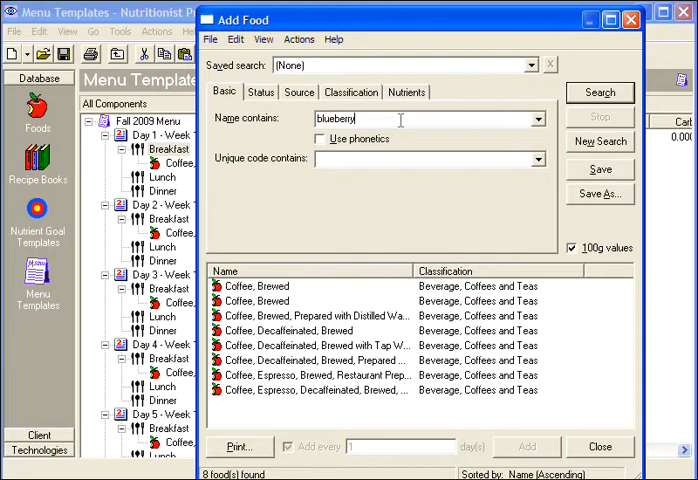 Menu Templates - Nutritionist Pr
File Edit View Tools Actions
Database
Foods
Recipe Books
Nutrient Goal
Templates
Menu
Templates
Client
Technologies
Menu Templ
All Components
Fall 2009 Menu
Day 1 - Week
Breakfast
Coffee,
Lunch
Dinner
Day 2 - Week
Breakfast
Coffee,
Lunch
Dinner
Day 3 - Week
Breakfast
Coffee,
Lunch
Dinner
Day 4 - Week
Breakfast
Coffee,
Lunch
Dinner
Day 5 - Week
Breakfast
Coffee,
Add Food
File Edit View Actions Help
Saved search: (None)
Basic Status Source Classification Nutrients
Name contains: blueberry
Use phonetics
Unique code contains:
Search
Stop
New Search
Save
Save As...
100g values
Name Classification
Coffee, Brewed Beverage, Coffees and Teas
Coffee, Brewed Beverage, Coffees and Teas
Coffee, Brewed, Prepared with Distilled Wa... Beverage, Coffees and Teas
Coffee, Decaffeinated, Brewed Beverage, Coffees and Teas
Coffee, Decaffeinated, Brewed with Tap W... Beverage, Coffees and Teas
Coffee, Decaffeinated, Brewed, Prepared ... Beverage, Coffees and Teas
Coffee, Espresso, Brewed, Restaurant Prep... Beverage, Coffees and Teas
Coffee, Espresso, Decaffeinated, Brewed, ... Beverage, Coffees and Teas
Print... Add every 1 day(s) Add Close
8 food(s) found Sorted by: Name (Ascending)
Carb
0.000